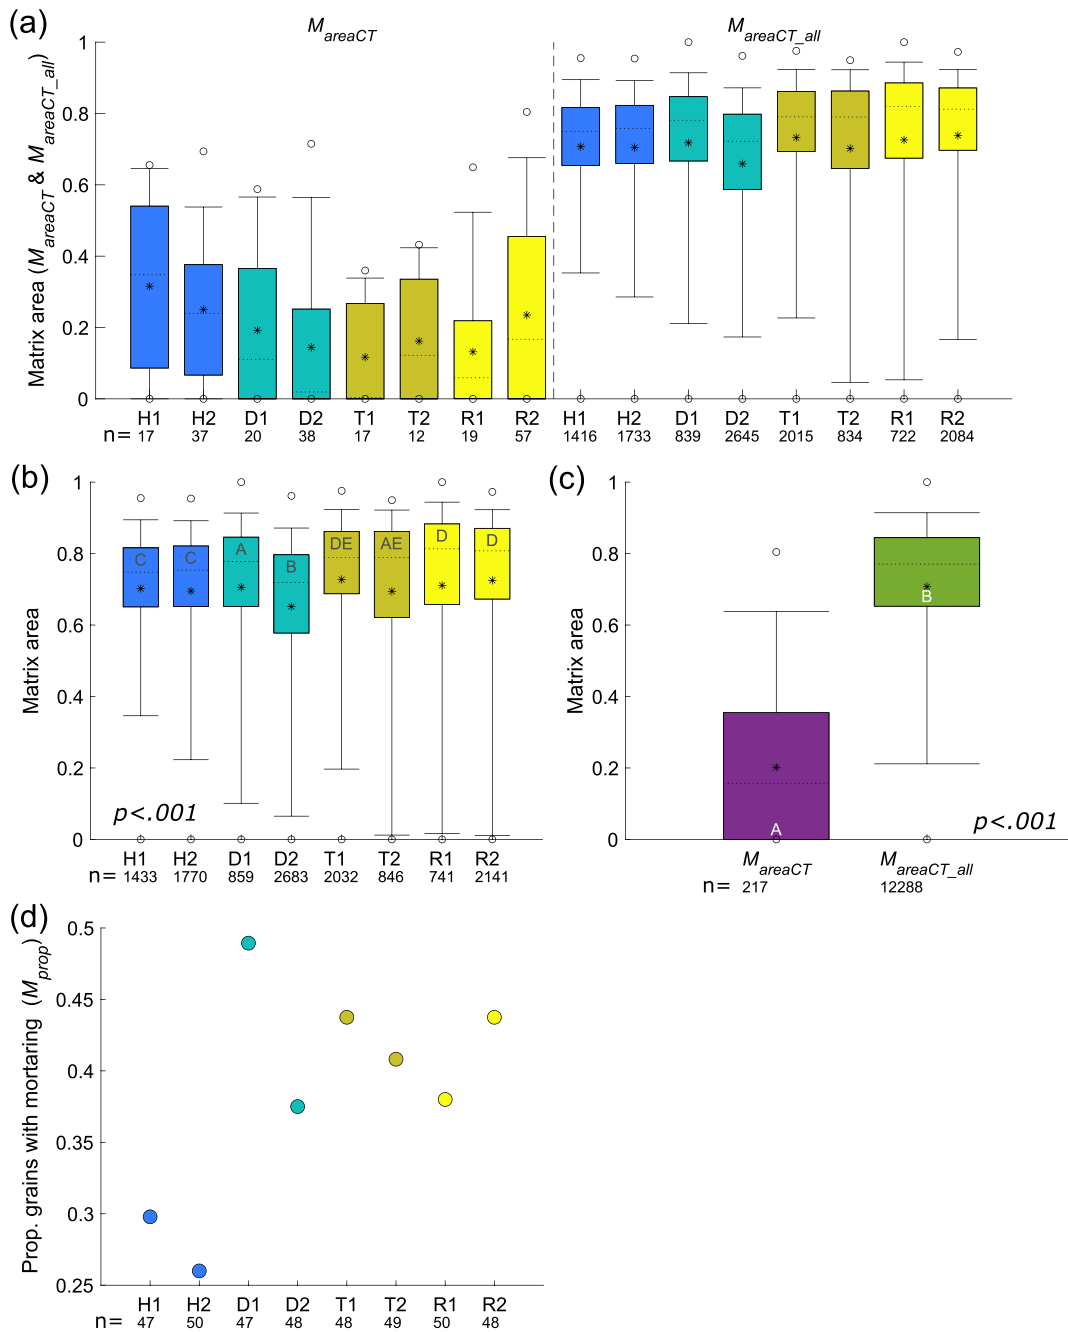 (a)
M_areaCT
M_areaCT_all
Matrix area (M_areaCT & M_areaCT_all)
1
0.8
0.6
0.4
0.2
0
H1 H2 D1 D2 T1 T2 R1 R2 H1 H2 D1 D2 T1 T2 R1 R2
n= 17 37 20 38 17 12 19 57 1416 1733 839 2645 2015 834 722 2084
(b)
Matrix area
1
0.8
0.6
0.4
0.2
0
C C A B DE AE D D
p<.001
H1 H2 D1 D2 T1 T2 R1 R2
n= 1433 1770 859 2683 2032 846 741 2141
(c)
Matrix area
1
0.8
0.6
0.4
0.2
0
B
A
p<.001
M_areaCT M_areaCT_all
n= 217 12288
(d)
Prop. grains with mortaring (M_prop)
0.5
0.45
0.4
0.35
0.3
0.25
H1 H2 D1 D2 T1 T2 R1 R2
n= 47 50 47 48 48 49 50 48